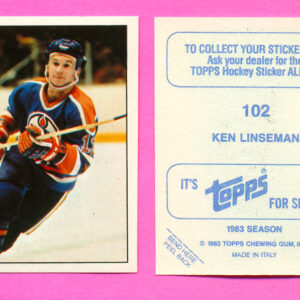 TO COLLECT YOUR STICKE
Ask your dealer for the
TOPPS Hockey Sticker AL
102
KEN LINSEMAN
IT'S
Topps®
FOR S
1983 SEASON
© 1983 TOPPS CHEWING GUM, I
MADE IN ITALY
BEND HERE
PEEL BACK